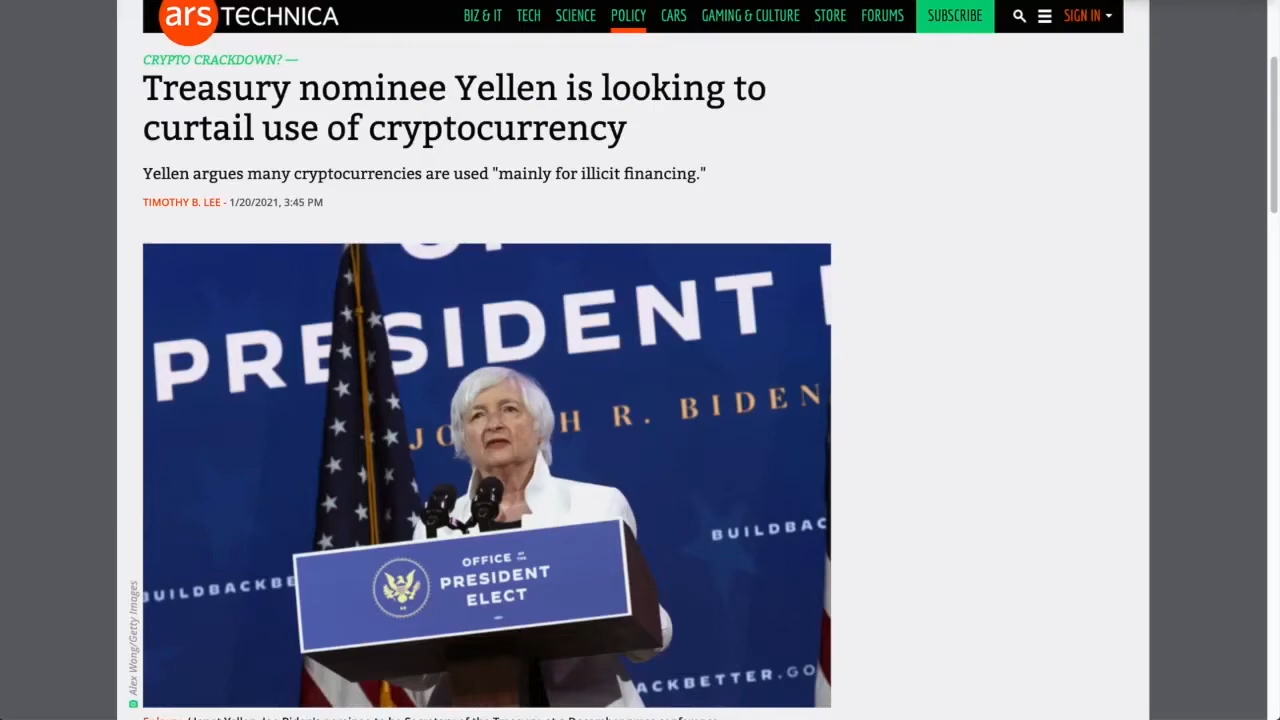 ars TECHNICA
BIZ & IT TECH SCIENCE POLICY CARS GAMING & CULTURE STORE FORUMS SUBSCRIBE SIGN IN
CRYPTO CRACKDOWN? —
Treasury nominee Yellen is looking to
curtail use of cryptocurrency
Yellen argues many cryptocurrencies are used "mainly for illicit financing."
TIMOTHY B. LEE - 1/20/2021, 3:45 PM
PRESIDENT
R. BIDEN
BUILDBAC
BUILDBACKBE
OFFICE OF THE
PRESIDENT
ELECT
ACKBETTER.GO
Alex Wong/Getty Images